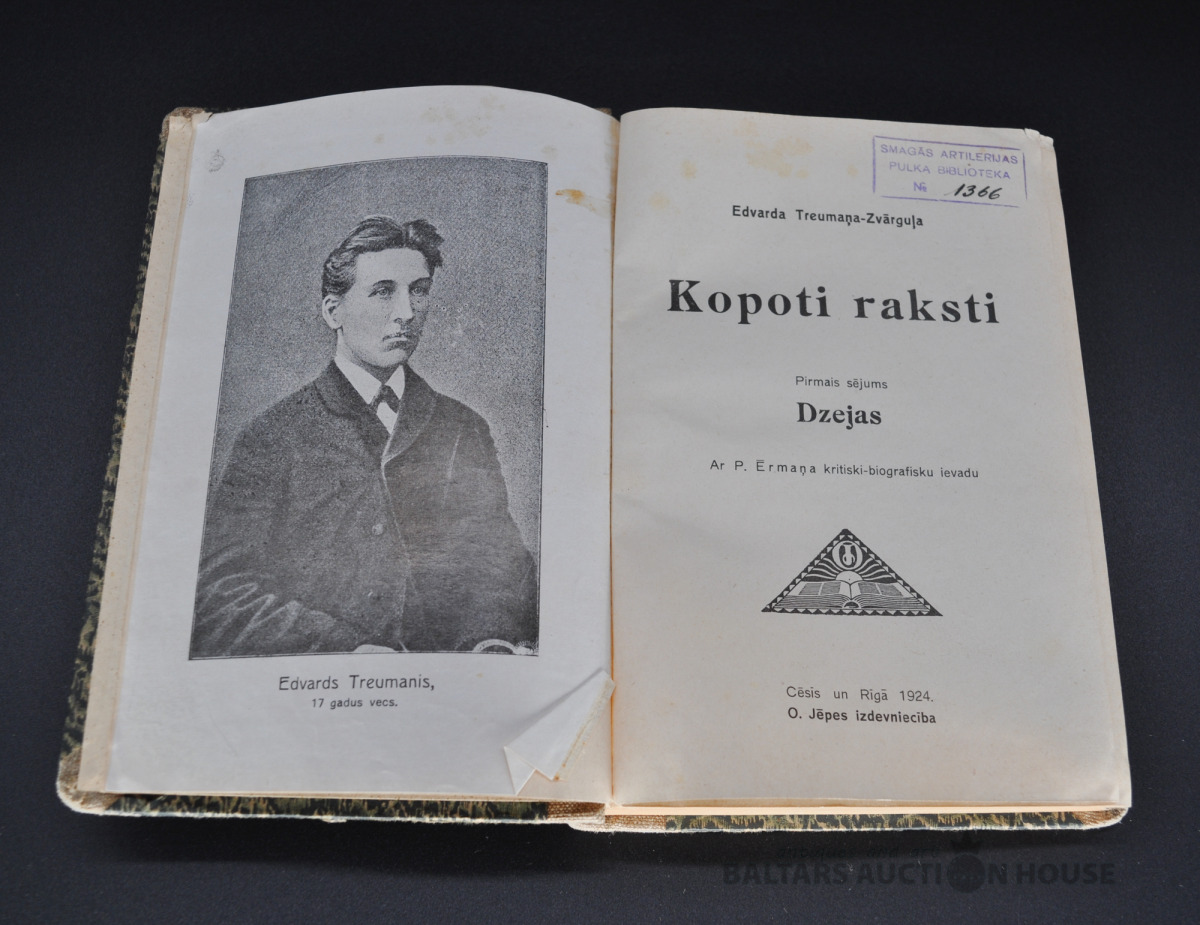 Edvards Treumanis,
17 gadus vecs.
SMAGĀS ARTILERIJAS
PULKA BIBLIOTEKA
№ 1366
Edvarda Treumaņa-Zvārguļa
Kopoti raksti
Pirmais sējums
Dzejas
Ar P. Ērmaņa kritiski-biografisku ievadu
Cēsis un Rīgā 1924.
O. Jēpes izdevniecība
BALTARS AUCTION HOUSE